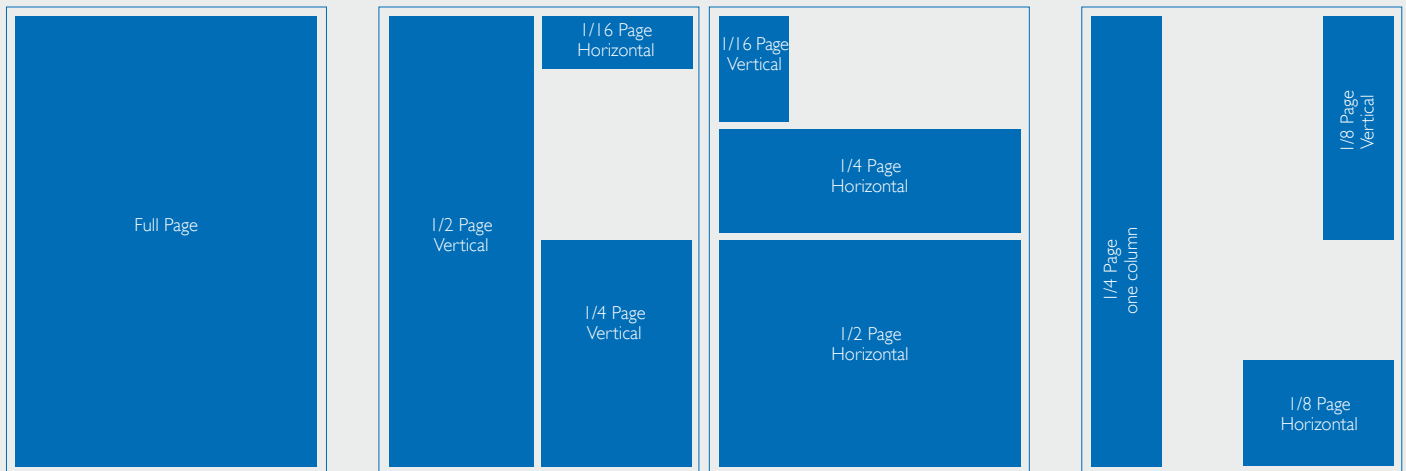 Full Page
1/2 Page
Vertical
1/16 Page
Horizontal
1/4 Page
Vertical
1/16 Page
Vertical
1/4 Page
Horizontal
1/2 Page
Horizontal
1/4 Page
one column
1/8 Page
Vertical
1/8 Page
Horizontal